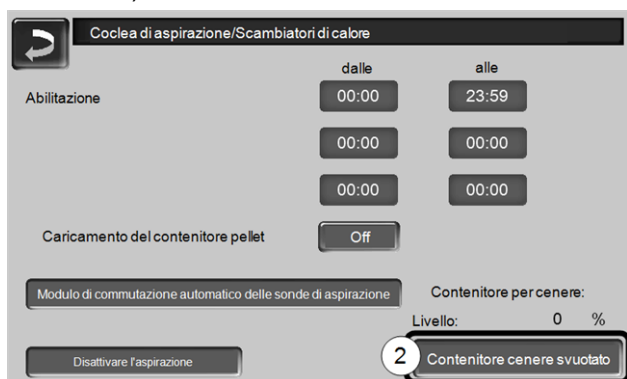 Coclea di aspirazione/Scambiatori di calore
dalle alle
Abilitazione 00:00 23:59
00:00 00:00
00:00 00:00
Caricamento del contenitore pellet Off
Modulo di commutazione automatico delle sonde di aspirazione Contenitore per cenere:
Livello: 0 %
Disattivare l'aspirazione 2 Contenitore cenere svuotato